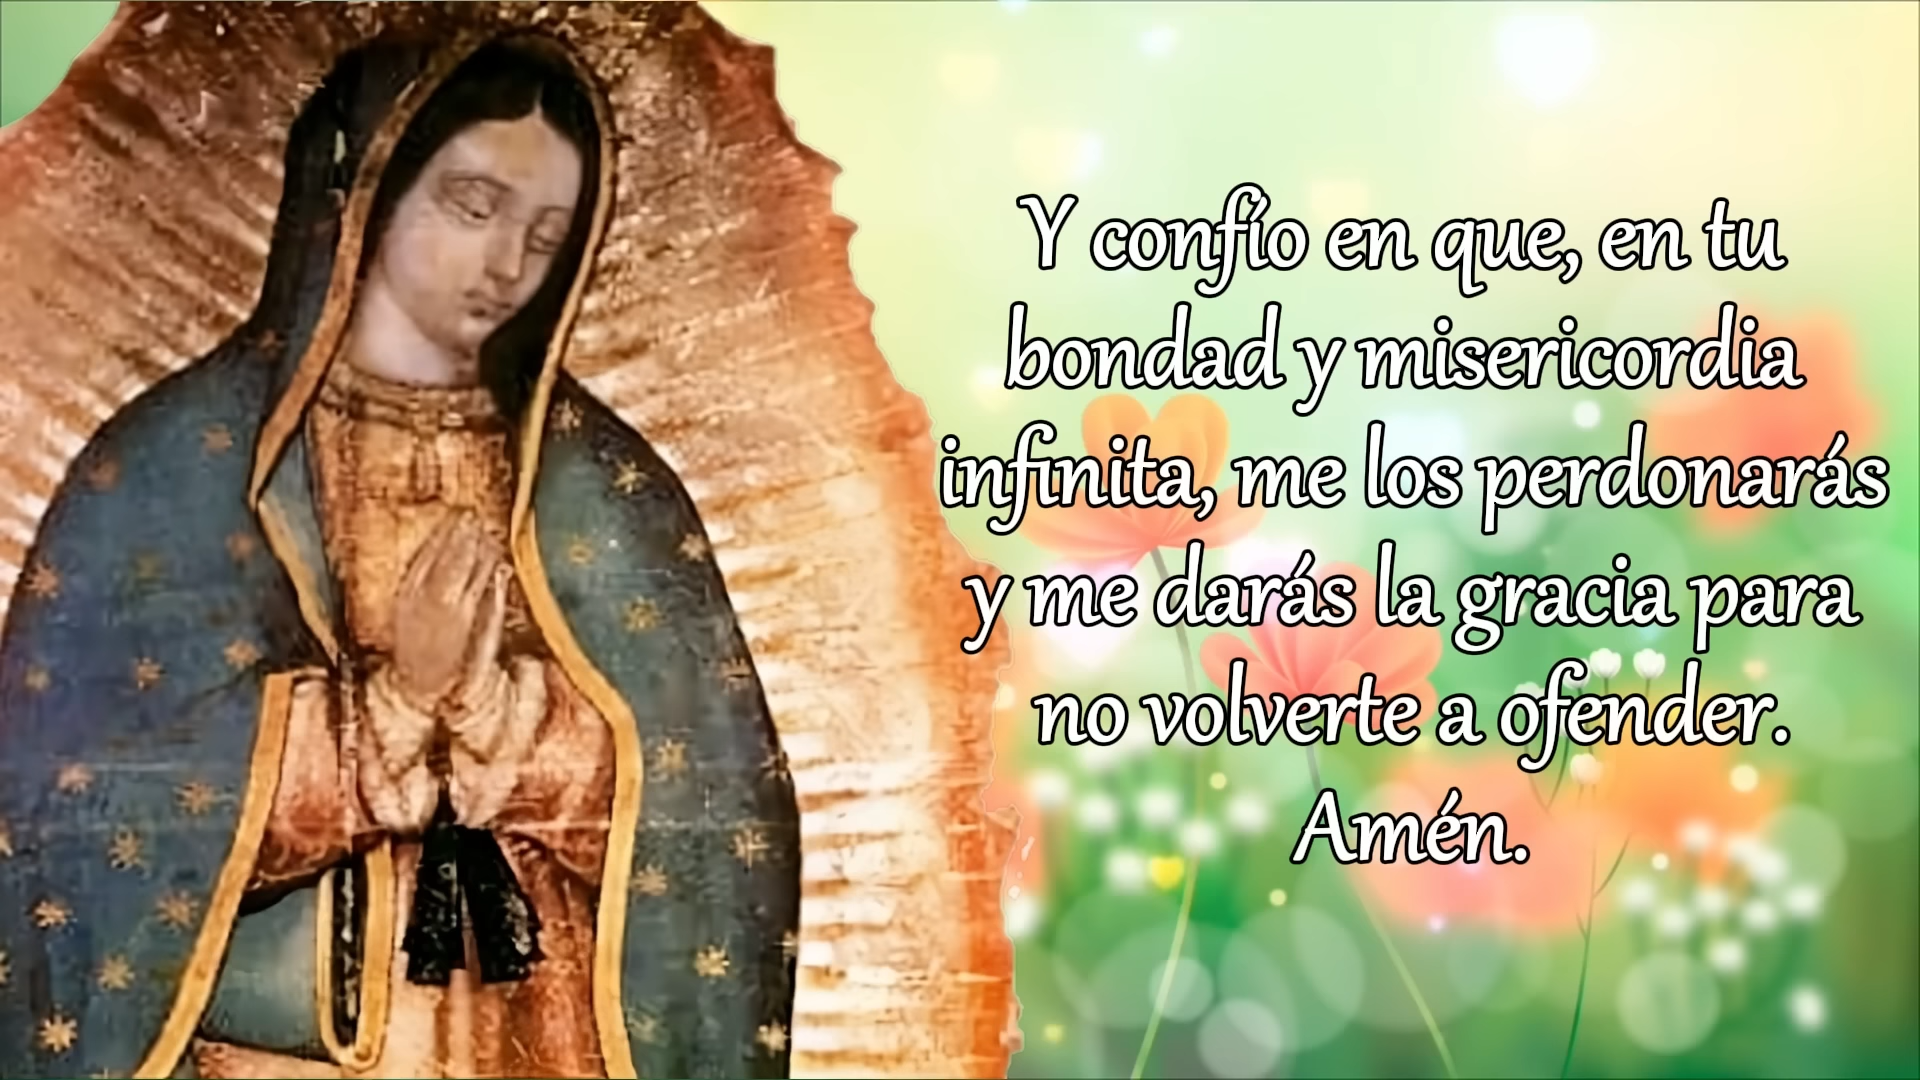 Y confío en que, en tu
bondad y misericordia
infinita, me los perdonarás
y me darás la gracia para
no volverte a ofender.
Amén.